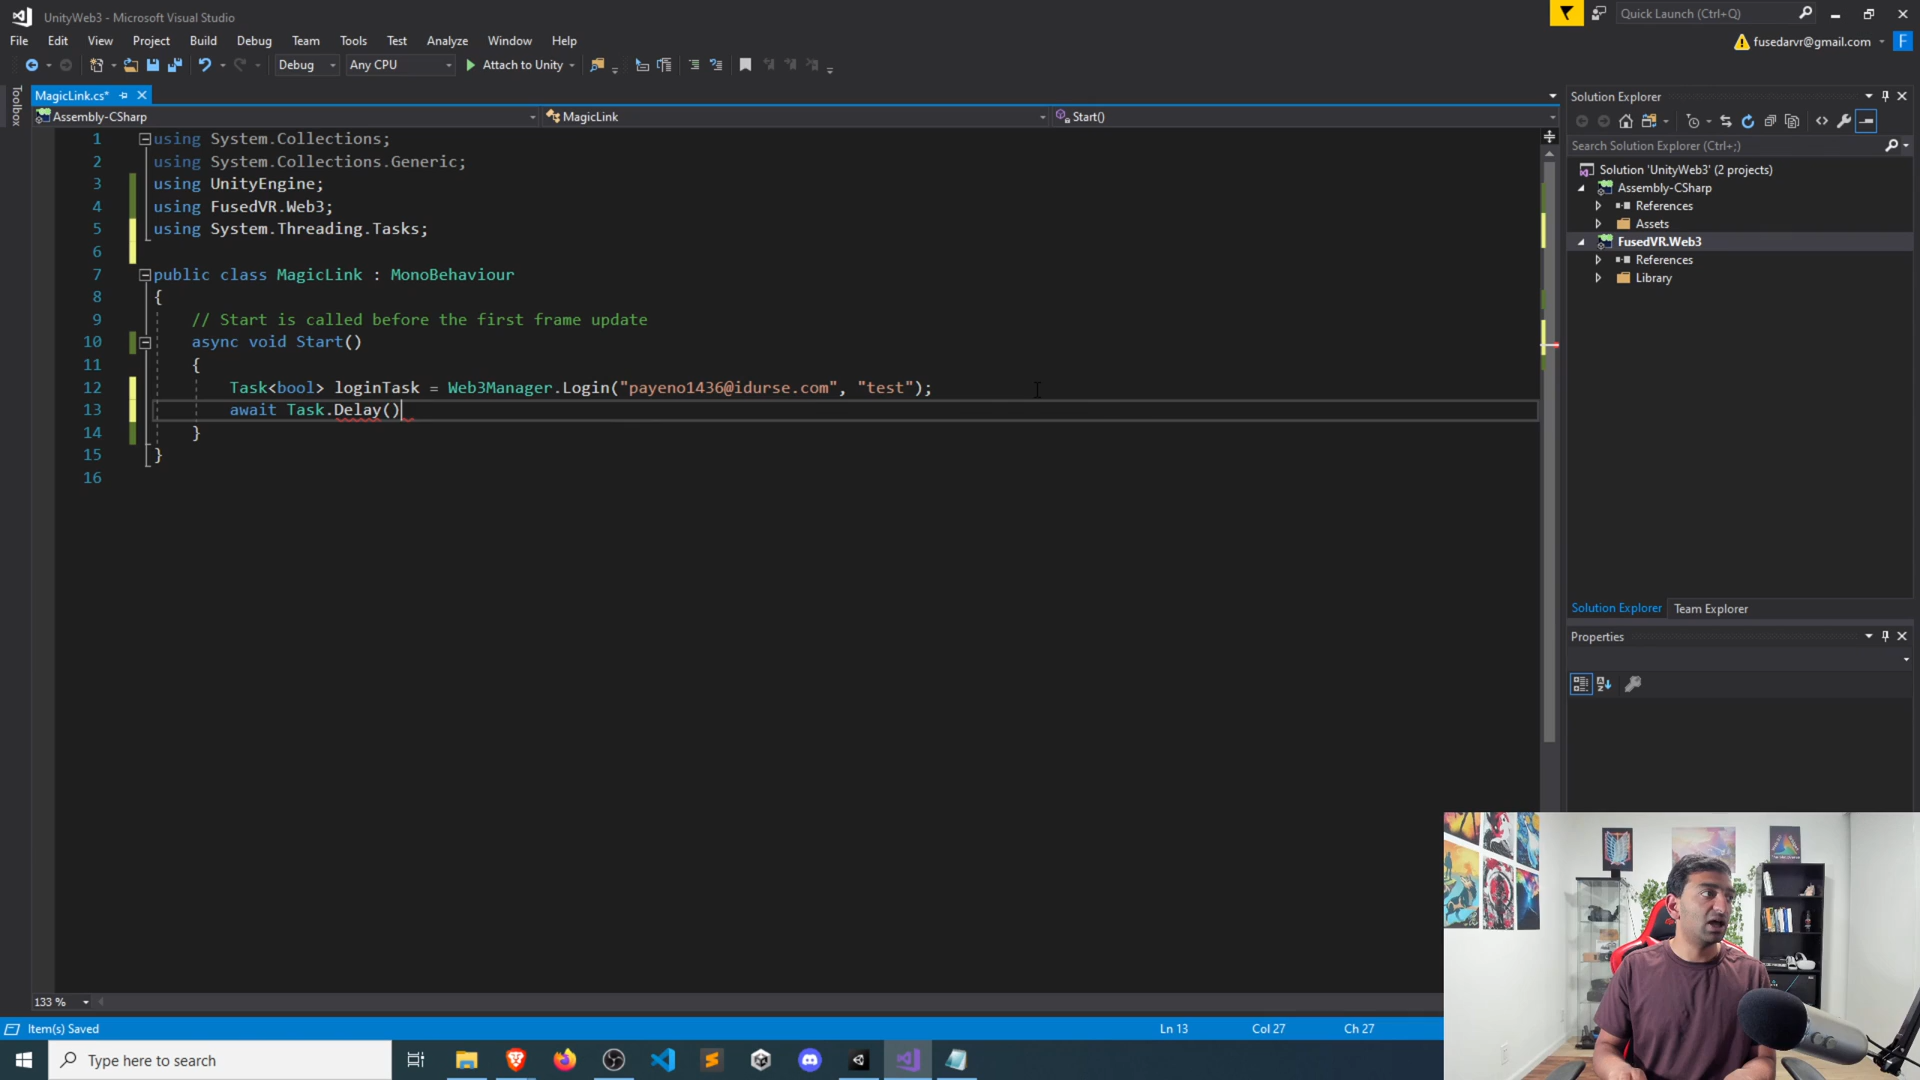 UnityWeb3 - Microsoft Visual Studio
Quick Launch (Ctrl+Q)
File Edit View Project Build Debug Team Tools Test Analyze Window Help
fusedarvr@gmail.com F
Debug Any CPU Attach to Unity
Toolbox
MagicLink.cs*
Assembly-CSharp MagicLink Start()
1 using System.Collections;
2 using System.Collections.Generic;
3 using UnityEngine;
4 using FusedVR.Web3;
5 using System.Threading.Tasks;
6
7 public class MagicLink : MonoBehaviour
8 {
9 // Start is called before the first frame update
10 async void Start()
11 {
12 Task<bool> loginTask = Web3Manager.Login("payeno1436@idurse.com", "test");
13 await Task.Delay()
14 }
15 }
16
Solution Explorer
Search Solution Explorer (Ctrl+;)
Solution 'UnityWeb3' (2 projects)
Assembly-CSharp
References
Assets
FusedVR.Web3
References
Library
Solution Explorer Team Explorer
Properties
133 %
Item(s) Saved Ln 13 Col 27 Ch 27
Type here to search